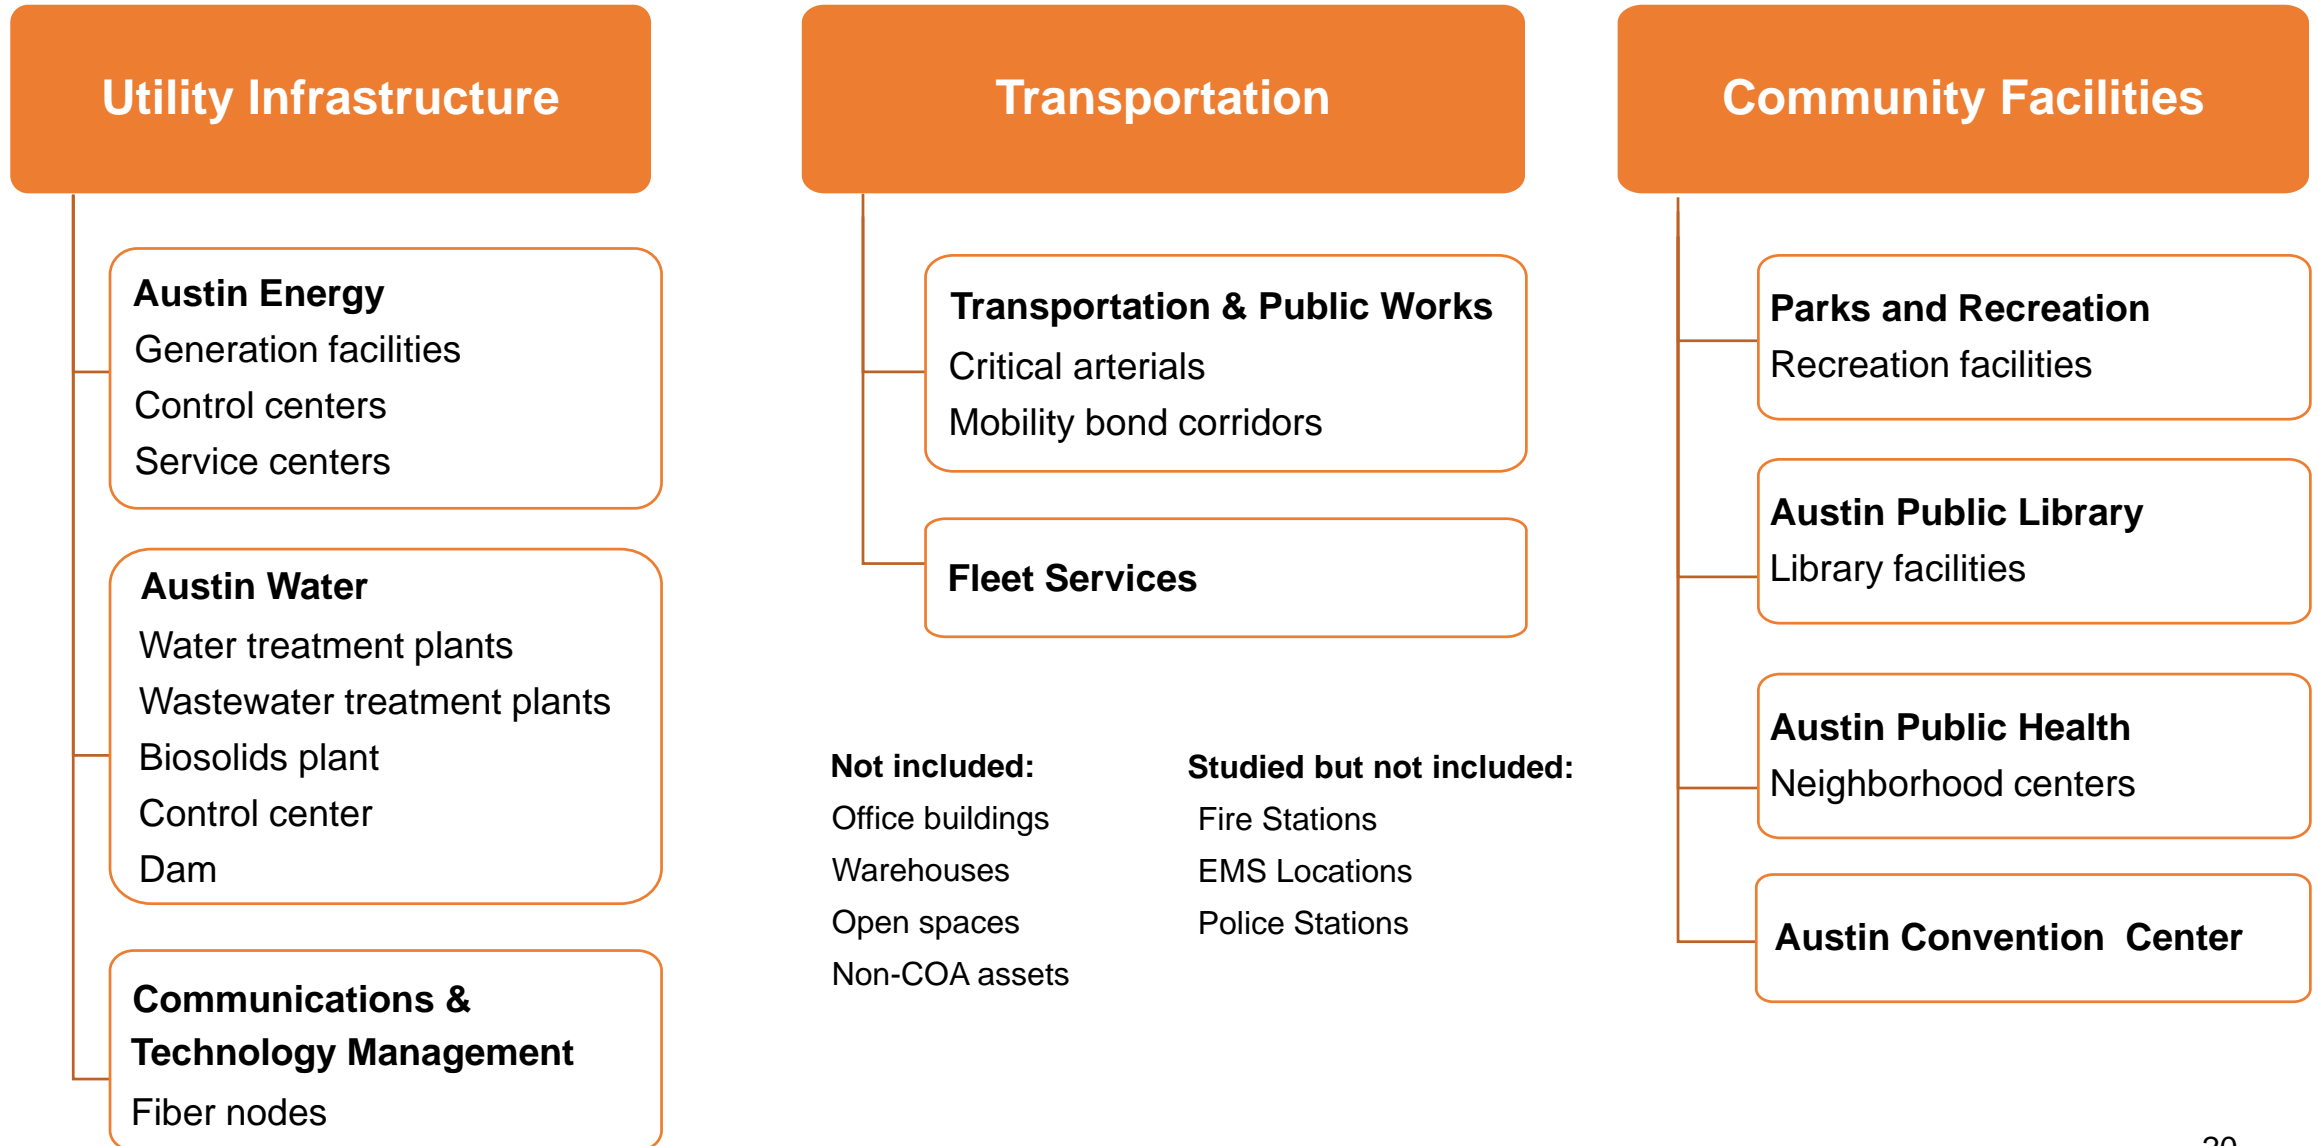 Utility Infrastructure
Austin Energy
Generation facilities
Control centers
Service centers
Austin Water
Water treatment plants
Wastewater treatment plants
Biosolids plant
Control center
Dam
Communications &
Technology Management
Fiber nodes
Transportation
Transportation & Public Works
Critical arterials
Mobility bond corridors
Fleet Services
Not included:
Office buildings
Warehouses
Open spaces
Non-COA assets
Studied but not included:
Fire Stations
EMS Locations
Police Stations
Community Facilities
Parks and Recreation
Recreation facilities
Austin Public Library
Library facilities
Austin Public Health
Neighborhood centers
Austin Convention  Center